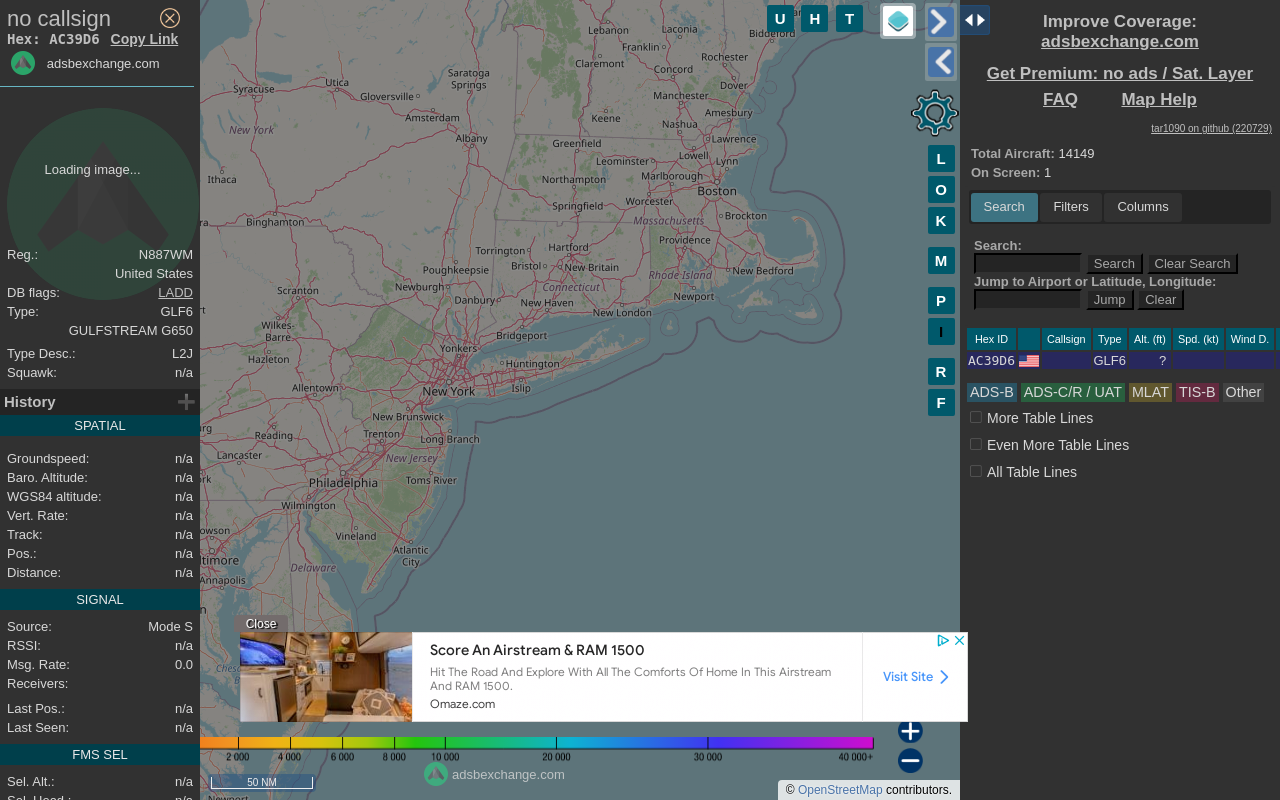 no callsign
Hex: AC39D6 Copy Link
adsbexchange.com
Loading image...
Reg.: N887WM
United States
DB flags: LADD
Type: GLF6
GULFSTREAM G650
Type Desc.: L2J
Squawk: n/a
History
SPATIAL
Groundspeed: n/a
Baro. Altitude: n/a
WGS84 altitude: n/a
Vert. Rate: n/a
Track: n/a
Pos.: n/a
Distance: n/a
SIGNAL
Source: Mode S
RSSI: n/a
Msg. Rate: 0.0
Receivers:
Last Pos.: n/a
Last Seen: n/a
FMS SEL
Sel. Alt.: n/a
Sel. Head.: n/a
U H T
L
O
K
M
P
I
R
F
Lebanon
Laconia
Biddeford
Franklin
Claremont
Rochester
Concord
Dover
Saratoga
Springs
Utica
Syracuse
Gloversville
Manchester
Amesbury
Amsterdam
Keene
Nashua
New York
Albany
Greenfield
Lawrence
Leominster
Lowell
Lynn
Ithaca
Northampton
Marlborough
Boston
Springfield
Worcester
Binghamton
Massachusetts
Brockton
Torrington
Hartford
Providence
Poughkeepsie
Bristol
New Britain
New Bedford
Rhode Island
Connecticut
Scranton
Danbury
New Haven
Newport
New London
Wilkes-
Barre
Bridgeport
Hazleton
Yonkers
Huntington
Allentown
New York
Islip
New Brunswick
Reading
Trenton
Long Branch
Lancaster
New Jersey
Philadelphia
Toms River
Wilmington
Vineland
Atlantic
City
Delaware
Annapolis
Close
Score An Airstream & RAM 1500
Hit The Road And Explore With All The Comforts Of Home In This Airstream
And RAM 1500.
Omaze.com
Visit Site
2 000 4 000 6 000 8 000 10 000 20 000 30 000 40 000+
adsbexchange.com
50 NM
© OpenStreetMap contributors.
Improve Coverage:
adsbexchange.com
Get Premium: no ads / Sat. Layer
FAQ Map Help
tar1090 on github (220729)
Total Aircraft: 14149
On Screen: 1
Search Filters Columns
Search:
Search Clear Search
Jump to Airport or Latitude, Longitude:
Jump Clear
Hex ID Callsign Type Alt. (ft) Spd. (kt) Wind D.
AC39D6 GLF6 ?
ADS-B ADS-C/R / UAT MLAT TIS-B Other
More Table Lines
Even More Table Lines
All Table Lines